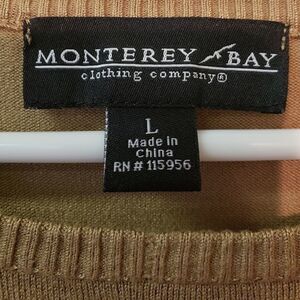 MONTEREY BAY
clothing company®
L
Made in
China
RN # 115956